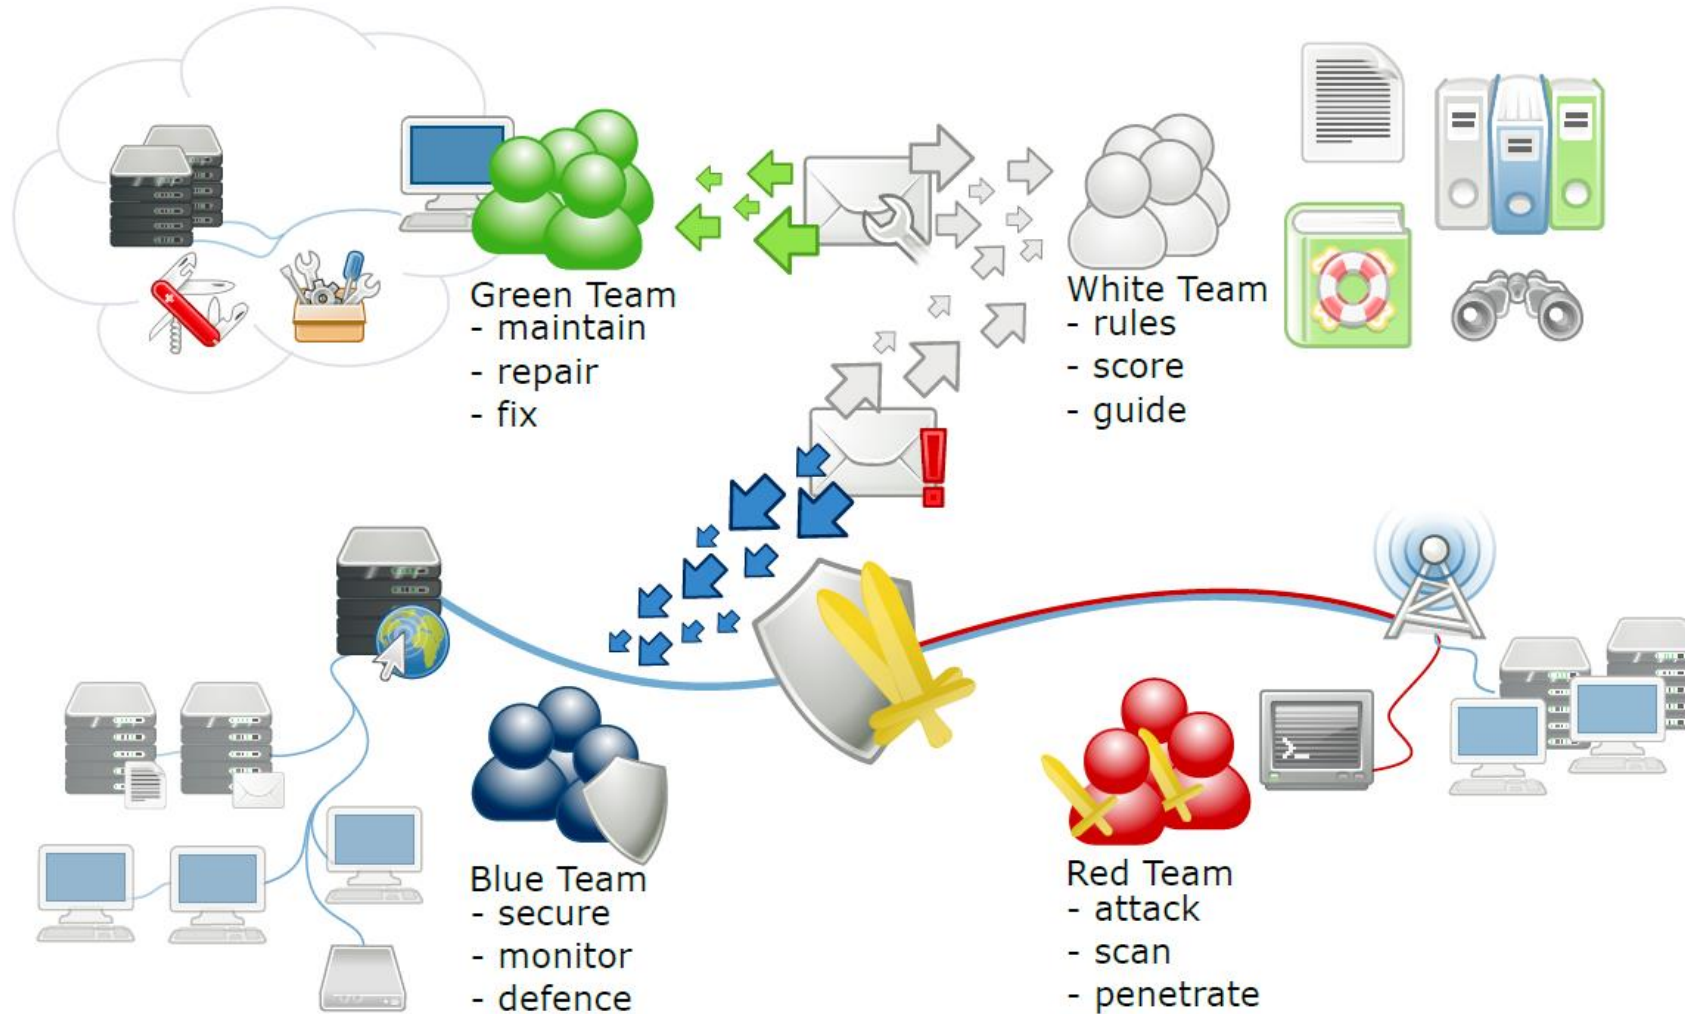 Green Team
- maintain
- repair
- fix
White Team
- rules
- score
- guide
Blue Team
- secure
- monitor
- defence
Red Team
- attack
- scan
- penetrate